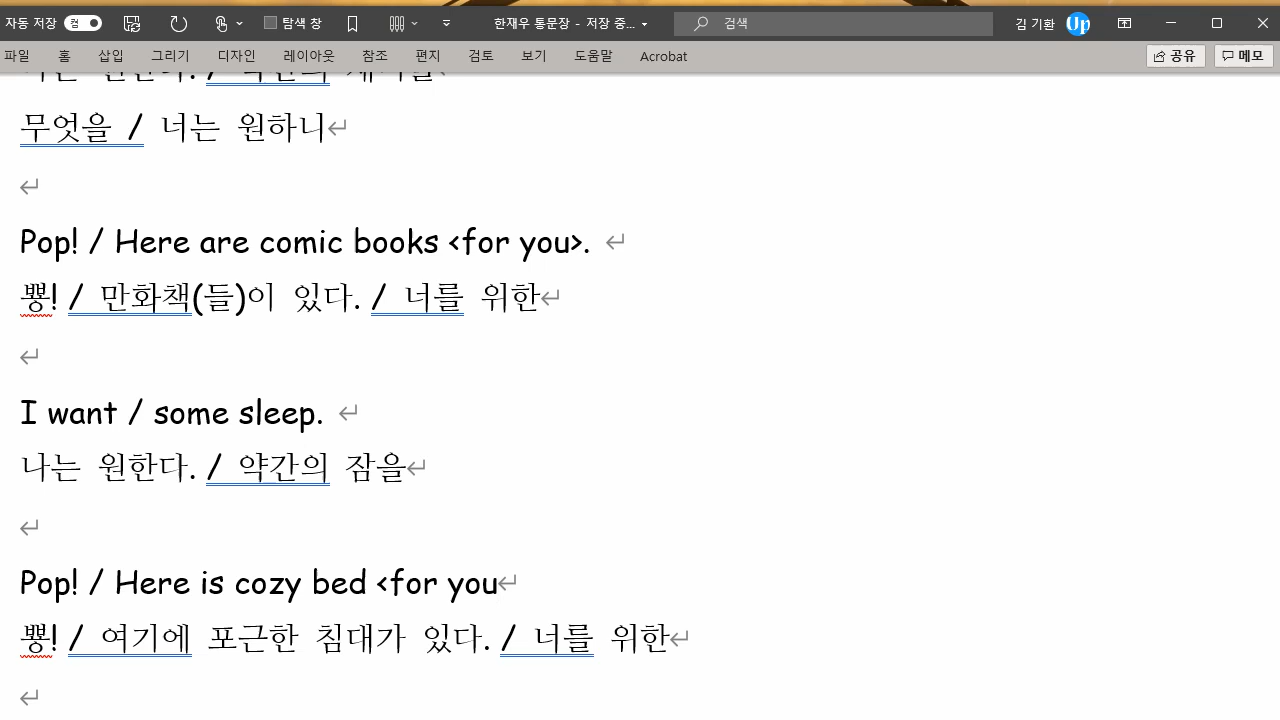 자동 저장 컴 탐색 창 한재우 통문장 - 저장 중... 검색 김 기환 Up
파일 홈 삽입 그리기 디자인 레이아웃 참조 편지 검토 보기 도움말 Acrobat 공유 메모
무엇을 / 너는 원하니
Pop! / Here are comic books <for you>.
뿅! / 만화책(들)이 있다. / 너를 위한
I want / some sleep.
나는 원한다. / 약간의 잠을
Pop! / Here is cozy bed <for you
뿅! / 여기에 포근한 침대가 있다. / 너를 위한